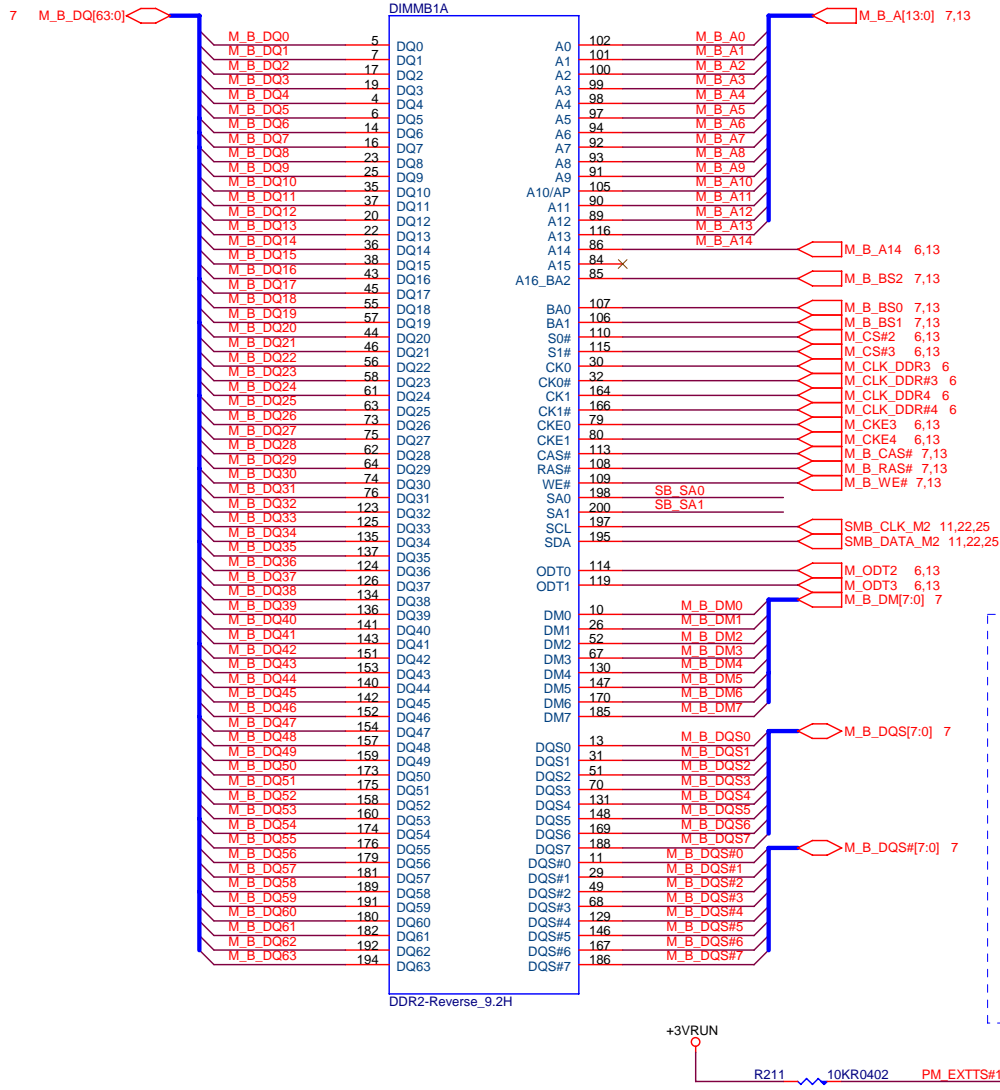 7 M_B_DQ[63:0] DIMMB1A M_B_A[13:0] 7,13
M_B_DQ0 5 DQ0 A0 102 M_B_A0
M_B_DQ1 7 DQ1 A1 101 M_B_A1
M_B_DQ2 17 DQ2 A2 100 M_B_A2
M_B_DQ3 19 DQ3 A3 99 M_B_A3
M_B_DQ4 4 DQ4 A4 98 M_B_A4
M_B_DQ5 6 DQ5 A5 97 M_B_A5
M_B_DQ6 14 DQ6 A6 94 M_B_A6
M_B_DQ7 16 DQ7 A7 92 M_B_A7
M_B_DQ8 23 DQ8 A8 93 M_B_A8
M_B_DQ9 25 DQ9 A9 91 M_B_A9
M_B_DQ10 35 DQ10 A10/AP 105 M_B_A10
M_B_DQ11 37 DQ11 A11 90 M_B_A11
M_B_DQ12 20 DQ12 A12 89 M_B_A12
M_B_DQ13 22 DQ13 A13 116 M_B_A13
M_B_DQ14 36 DQ14 A14 86 M_B_A14 M_B_A14 6,13
M_B_DQ15 38 DQ15 A15 84
M_B_DQ16 43 DQ16 A16_BA2 85 M_B_BS2 7,13
M_B_DQ17 45 DQ17
M_B_DQ18 55 DQ18 BA0 107 M_B_BS0 7,13
M_B_DQ19 57 DQ19 BA1 106 M_B_BS1 7,13
M_B_DQ20 44 DQ20 S0# 110 M_CS#2 6,13
M_B_DQ21 46 DQ21 S1# 115 M_CS#3 6,13
M_B_DQ22 56 DQ22 CK0 30 M_CLK_DDR3 6
M_B_DQ23 58 DQ23 CK0# 32 M_CLK_DDR#3 6
M_B_DQ24 61 DQ24 CK1 164 M_CLK_DDR4 6
M_B_DQ25 63 DQ25 CK1# 166 M_CLK_DDR#4 6
M_B_DQ26 73 DQ26 CKE0 79 M_CKE3 6,13
M_B_DQ27 75 DQ27 CKE1 80 M_CKE4 6,13
M_B_DQ28 62 DQ28 CAS# 113 M_B_CAS# 7,13
M_B_DQ29 64 DQ29 RAS# 108 M_B_RAS# 7,13
M_B_DQ30 74 DQ30 WE# 109 M_B_WE# 7,13
M_B_DQ31 76 DQ31 SA0 198 SB_SA0
M_B_DQ32 123 DQ32 SA1 200 SB_SA1
M_B_DQ33 125 DQ33 SCL 197 SMB_CLK_M2 11,22,25
M_B_DQ34 135 DQ34 SDA 195 SMB_DATA_M2 11,22,25
M_B_DQ35 137 DQ35
M_B_DQ36 124 DQ36 ODT0 114 M_ODT2 6,13
M_B_DQ37 126 DQ37 ODT1 119 M_ODT3 6,13
M_B_DQ38 134 DQ38 M_B_DM[7:0] 7
M_B_DQ39 136 DQ39 DM0 10 M_B_DM0
M_B_DQ40 141 DQ40 DM1 26 M_B_DM1
M_B_DQ41 143 DQ41 DM2 52 M_B_DM2
M_B_DQ42 151 DQ42 DM3 67 M_B_DM3
M_B_DQ43 153 DQ43 DM4 130 M_B_DM4
M_B_DQ44 140 DQ44 DM5 147 M_B_DM5
M_B_DQ45 142 DQ45 DM6 170 M_B_DM6
M_B_DQ46 152 DQ46 DM7 185 M_B_DM7
M_B_DQ47 154 DQ47 M_B_DQS[7:0] 7
M_B_DQ48 157 DQ48 DQS0 13 M_B_DQS0
M_B_DQ49 159 DQ49 DQS1 31 M_B_DQS1
M_B_DQ50 173 DQ50 DQS2 51 M_B_DQS2
M_B_DQ51 175 DQ51 DQS3 70 M_B_DQS3
M_B_DQ52 158 DQ52 DQS4 131 M_B_DQS4
M_B_DQ53 160 DQ53 DQS5 148 M_B_DQS5
M_B_DQ54 174 DQ54 DQS6 169 M_B_DQS6
M_B_DQ55 176 DQ55 DQS7 188 M_B_DQS7 M_B_DQS#[7:0] 7
M_B_DQ56 179 DQ56 DQS#0 11 M_B_DQS#0
M_B_DQ57 181 DQ57 DQS#1 29 M_B_DQS#1
M_B_DQ58 189 DQ58 DQS#2 49 M_B_DQS#2
M_B_DQ59 191 DQ59 DQS#3 68 M_B_DQS#3
M_B_DQ60 180 DQ60 DQS#4 129 M_B_DQS#4
M_B_DQ61 182 DQ61 DQS#5 146 M_B_DQS#5
M_B_DQ62 192 DQ62 DQS#6 167 M_B_DQS#6
M_B_DQ63 194 DQ63 DQS#7 186 M_B_DQS#7
DDR2-Reverse_9.2H
+3VRUN
R211 10KR0402 PM_EXTTS#1